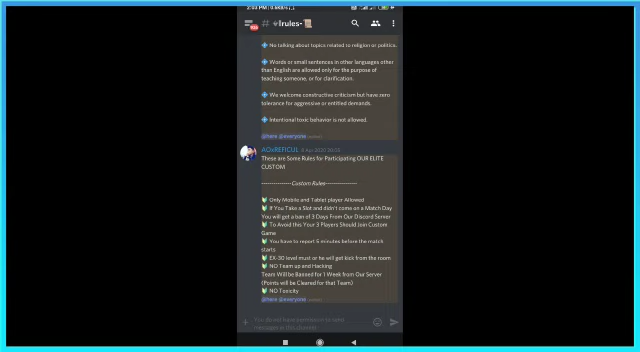 2:03 PM
lrules-
No talking about topics related to religion or politics.
Words or small sentences in other languages other
than English are allowed only for the purpose of
teaching someone, or for clarification.
We welcome constructive criticism but have zero
tolerance for aggressive or entitled demands.
Intentional toxic behavior is not allowed.
@here @everyone (edited)
AOxREFICUL
These are Some Rules for Participating OUR ELITE
CUSTOM
---------------Custom Rules---------------
Only Mobile and Tablet player Allowed
If You Take a Slot and didn't come on a Match Day
You will get a ban of 3 Days From Our Discord Server
To Avoid this Your 3 Players Should Join Custom
Game
You have to report 5 minutes before the match
starts
EX-30 level must or he will get kick from the room
NO Team up and Hacking
Team Will be Banned for 1 Week from Our Server
(Points will be Cleared for that Team)
NO Toxicity
@here @everyone (edited)
You do not have permission to send
messages in this channel.